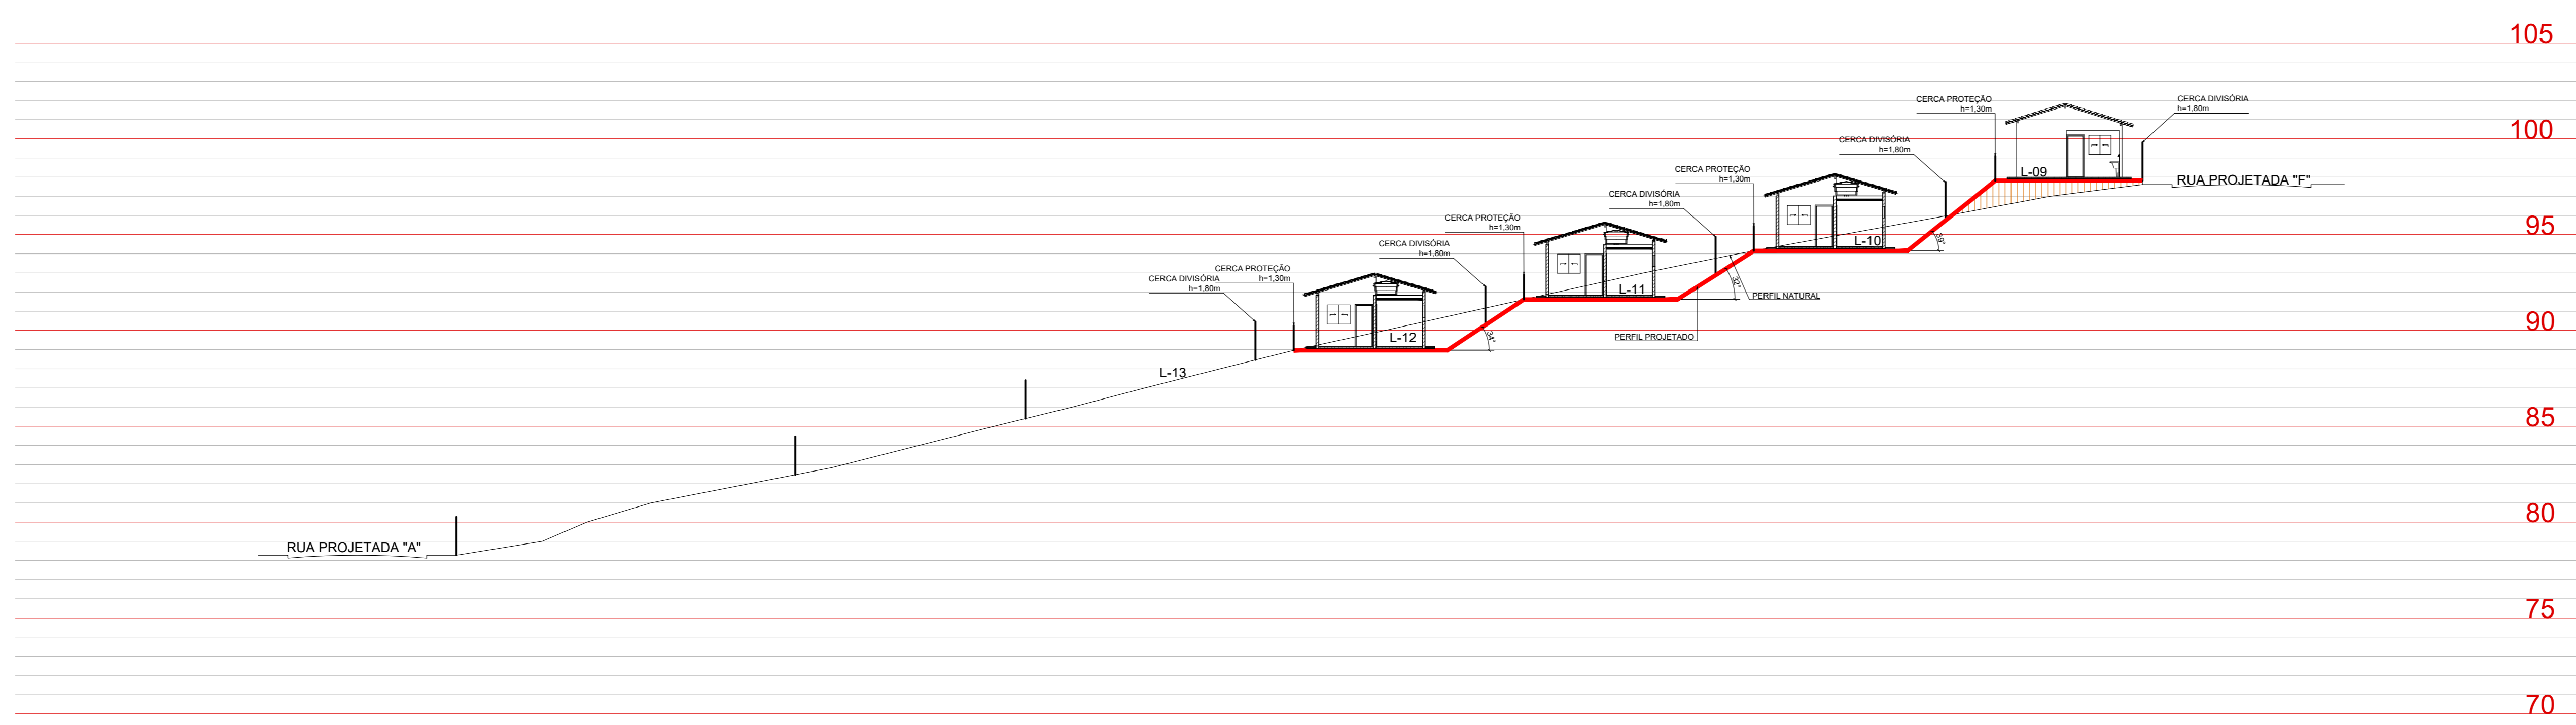 105
CERCA PROTEÇÃO
h=1,30m
CERCA DIVISÓRIA
h=1,80m
100
CERCA DIVISÓRIA
h=1,80m
CERCA PROTEÇÃO
h=1,30m
L-09
RUA PROJETADA "F"
CERCA DIVISÓRIA
h=1,80m
CERCA PROTEÇÃO
h=1,30m
95
L-10
39°
CERCA DIVISÓRIA
h=1,80m
CERCA PROTEÇÃO
h=1,30m
CERCA DIVISÓRIA
h=1,80m
L-11
32°
PERFIL NATURAL
90
L-12
34°
PERFIL PROJETADO
L-13
85
80
RUA PROJETADA "A"
75
70